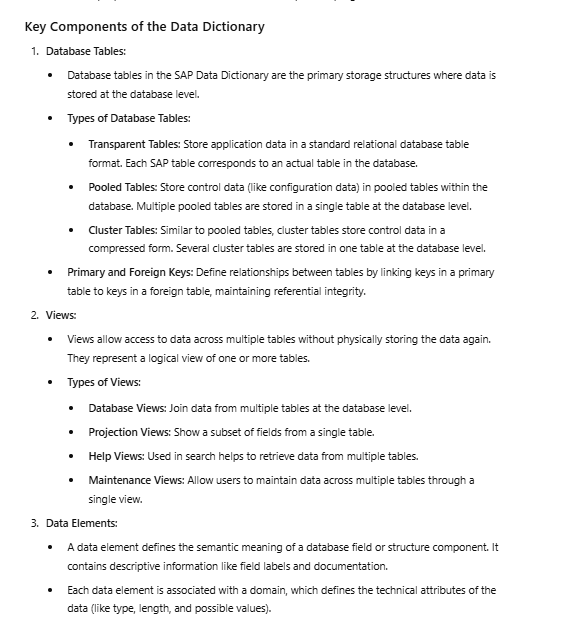 Key Components of the Data Dictionary
1. Database Tables:
• Database tables in the SAP Data Dictionary are the primary storage structures where data is
stored at the database level.
• Types of Database Tables:
• Transparent Tables: Store application data in a standard relational database table
format. Each SAP table corresponds to an actual table in the database.
• Pooled Tables: Store control data (like configuration data) in pooled tables within the
database. Multiple pooled tables are stored in a single table at the database level.
• Cluster Tables: Similar to pooled tables, cluster tables store control data in a
compressed form. Several cluster tables are stored in one table at the database level.
• Primary and Foreign Keys: Define relationships between tables by linking keys in a primary
table to keys in a foreign table, maintaining referential integrity.
2. Views:
• Views allow access to data across multiple tables without physically storing the data again.
They represent a logical view of one or more tables.
• Types of Views:
• Database Views: Join data from multiple tables at the database level.
• Projection Views: Show a subset of fields from a single table.
• Help Views: Used in search helps to retrieve data from multiple tables.
• Maintenance Views: Allow users to maintain data across multiple tables through a
single view.
3. Data Elements:
• A data element defines the semantic meaning of a database field or structure component. It
contains descriptive information like field labels and documentation.
• Each data element is associated with a domain, which defines the technical attributes of the
data (like type, length, and possible values).